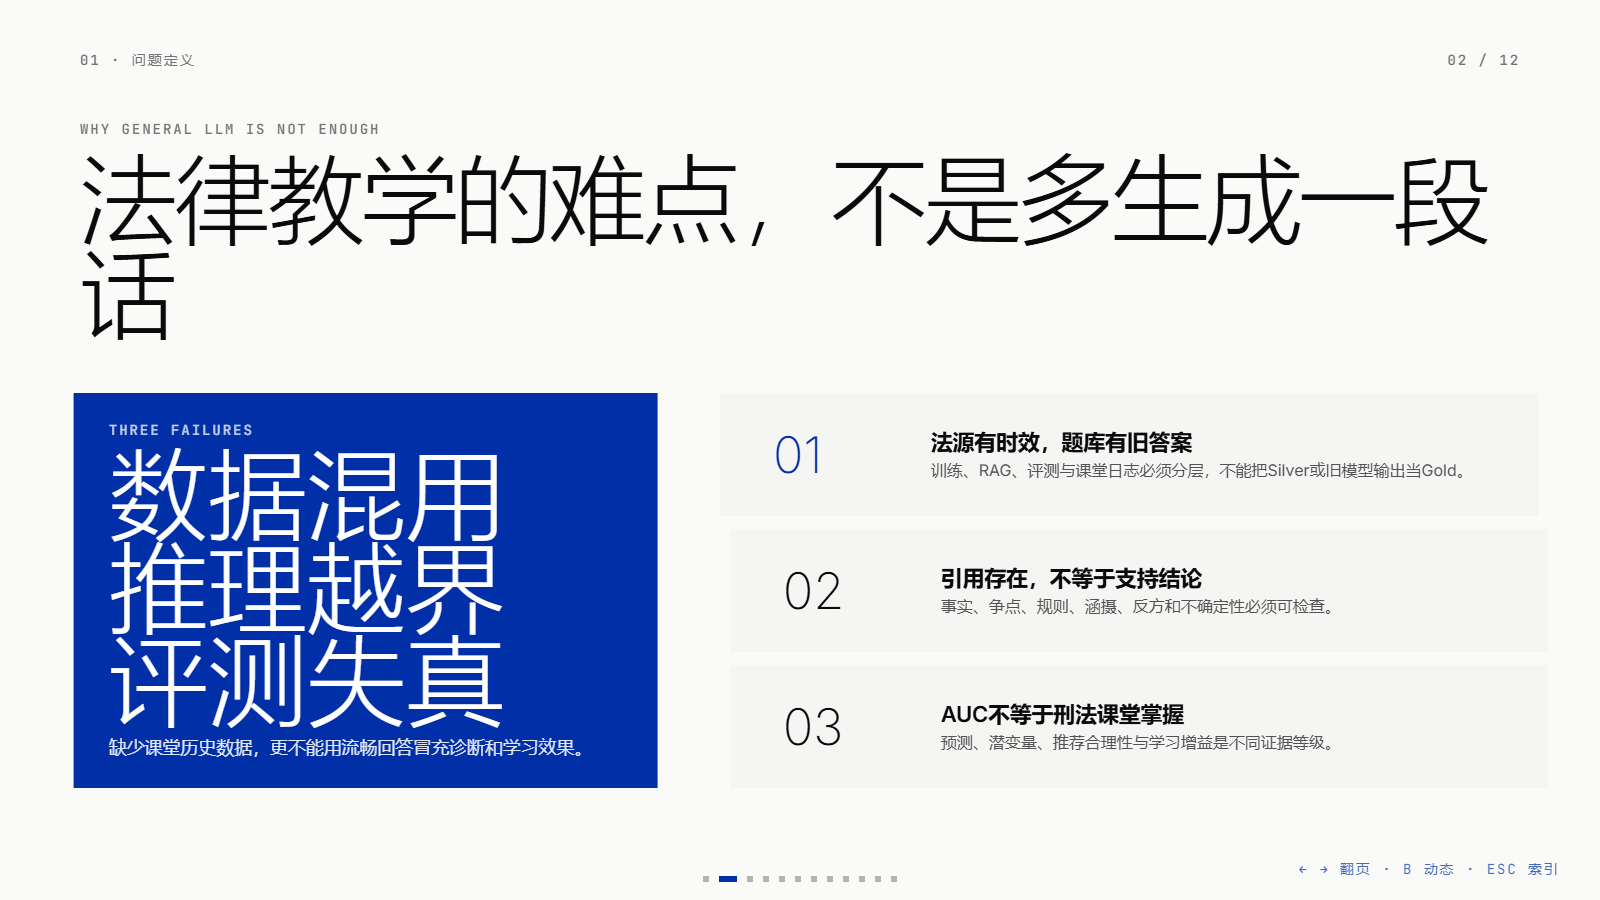 01 · 问题定义
02 / 12
WHY GENERAL LLM IS NOT ENOUGH
法律教学的难点，不是多生成一段
话
THREE FAILURES
数据混用
推理越界
评测失真
缺少课堂历史数据，更不能用流畅回答冒充诊断和学习效果。
01
法源有时效，题库有旧答案
训练、RAG、评测与课堂日志必须分层，不能把Silver或旧模型输出当Gold。
02
引用存在，不等于支持结论
事实、争点、规则、涵摄、反方和不确定性必须可检查。
03
AUC不等于刑法课堂掌握
预测、潜变量、推荐合理性与学习增益是不同证据等级。
← → 翻页 · B 动态 · ESC 索引